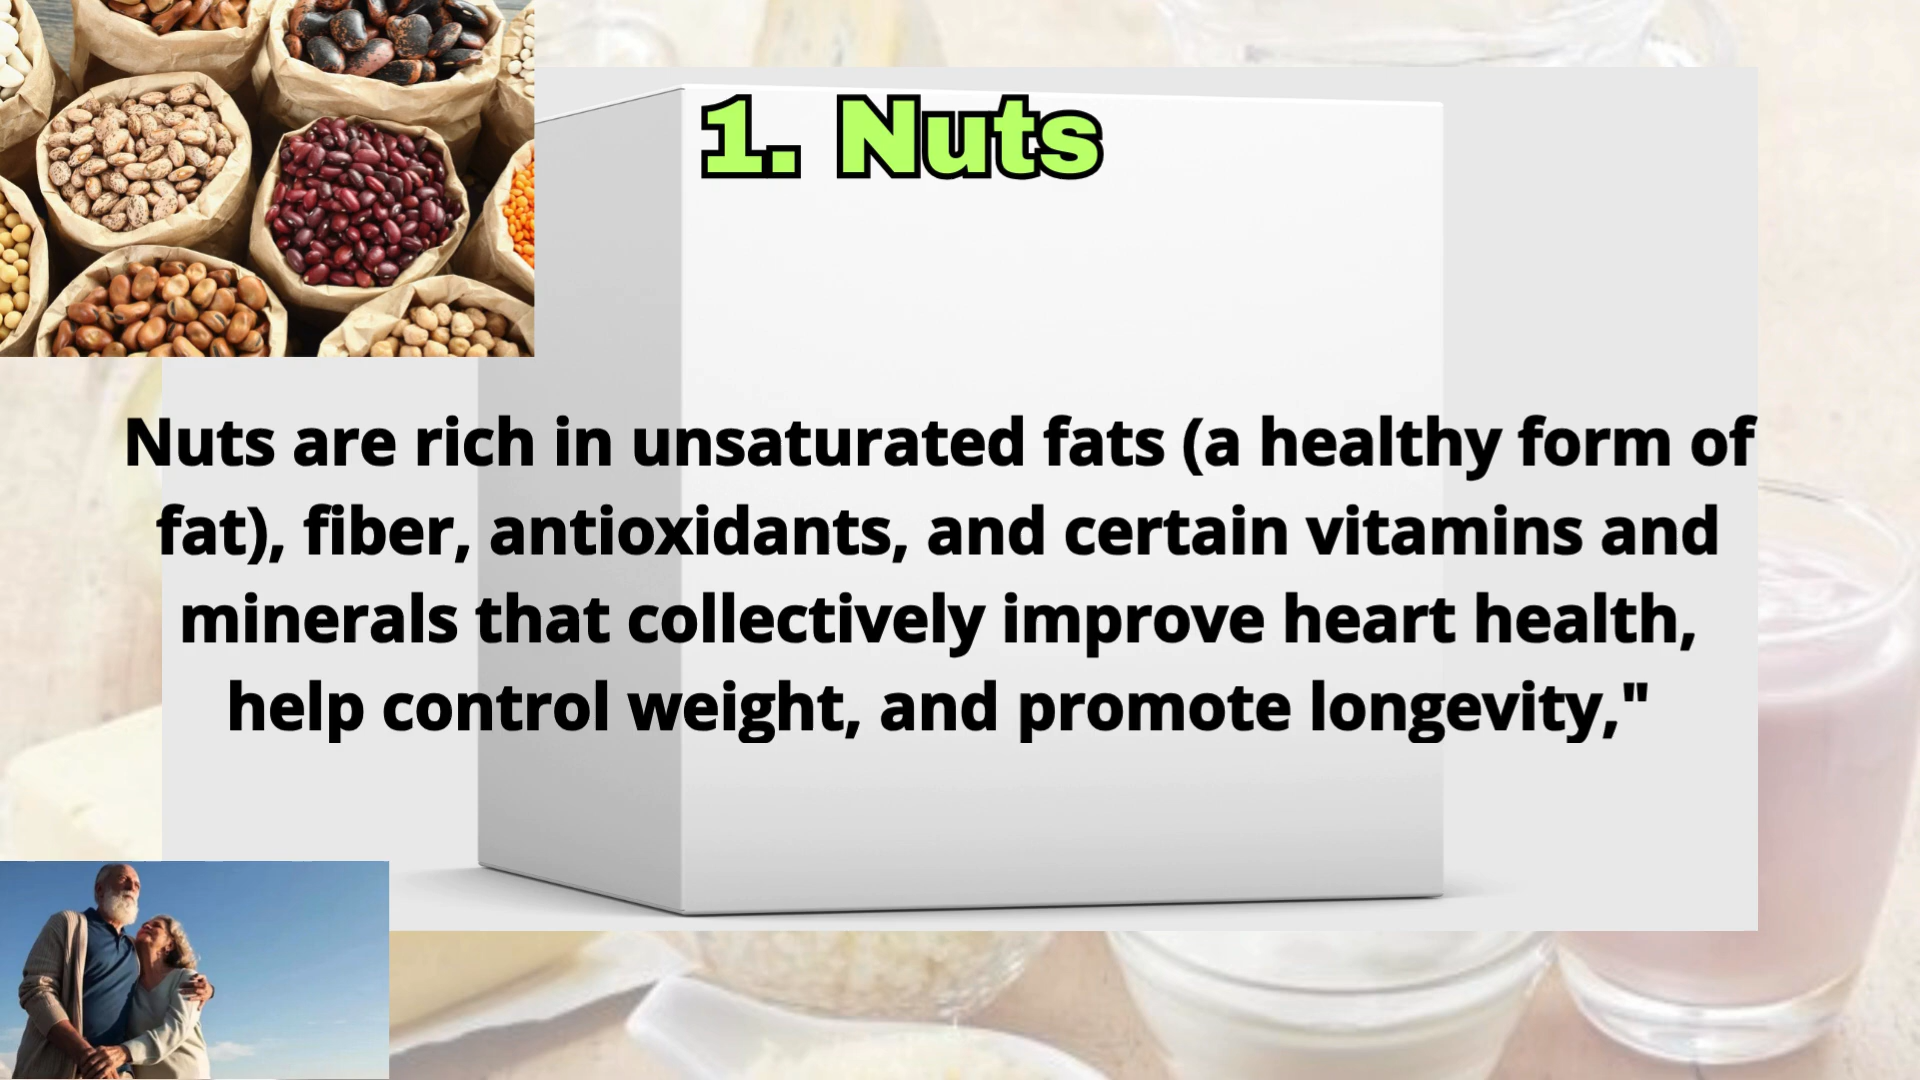 1. Nuts
Nuts are rich in unsaturated fats (a healthy form of
fat), fiber, antioxidants, and certain vitamins and
minerals that collectively improve heart health,
help control weight, and promote longevity,"